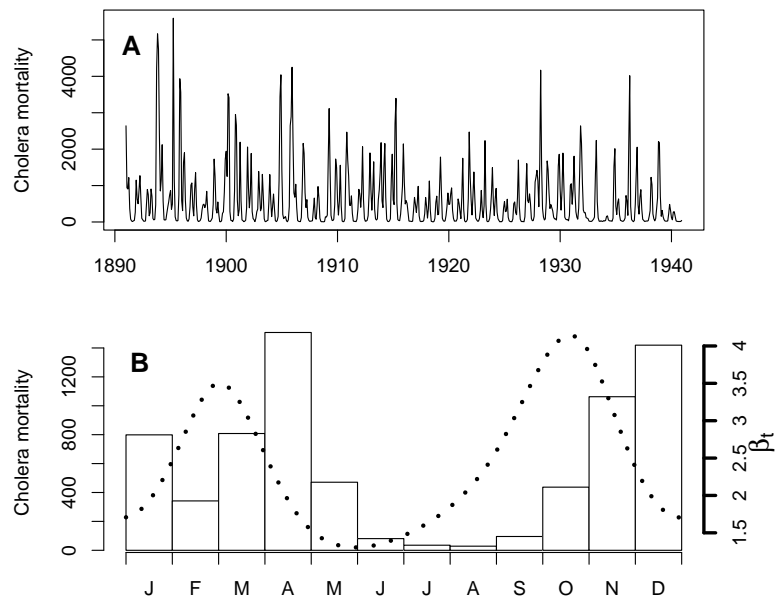 A
Cholera mortality
4000
2000
0
1890 1900 1910 1920 1930 1940
B
Cholera mortality
1200
800
400
0
4
3.5
3
2.5
2
1.5
βt
J F M A M J J A S O N D